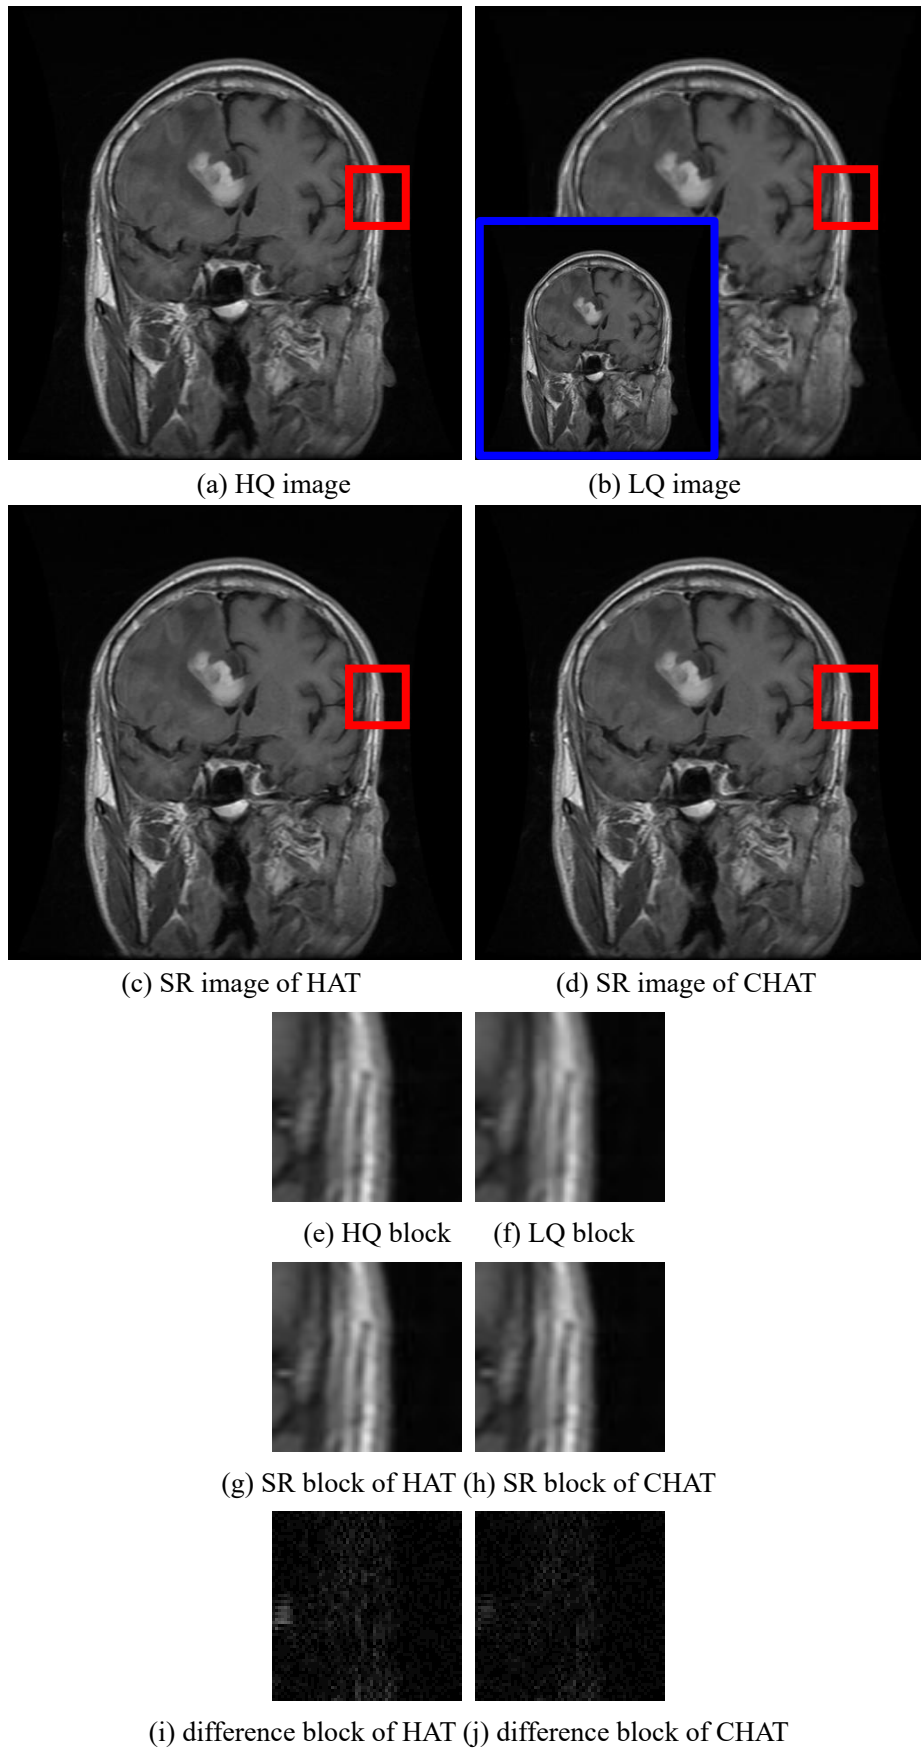 (a) HQ image (b) LQ image
(c) SR image of HAT (d) SR image of CHAT
(e) HQ block (f) LQ block
(g) SR block of HAT (h) SR block of CHAT
(i) difference block of HAT (j) difference block of CHAT